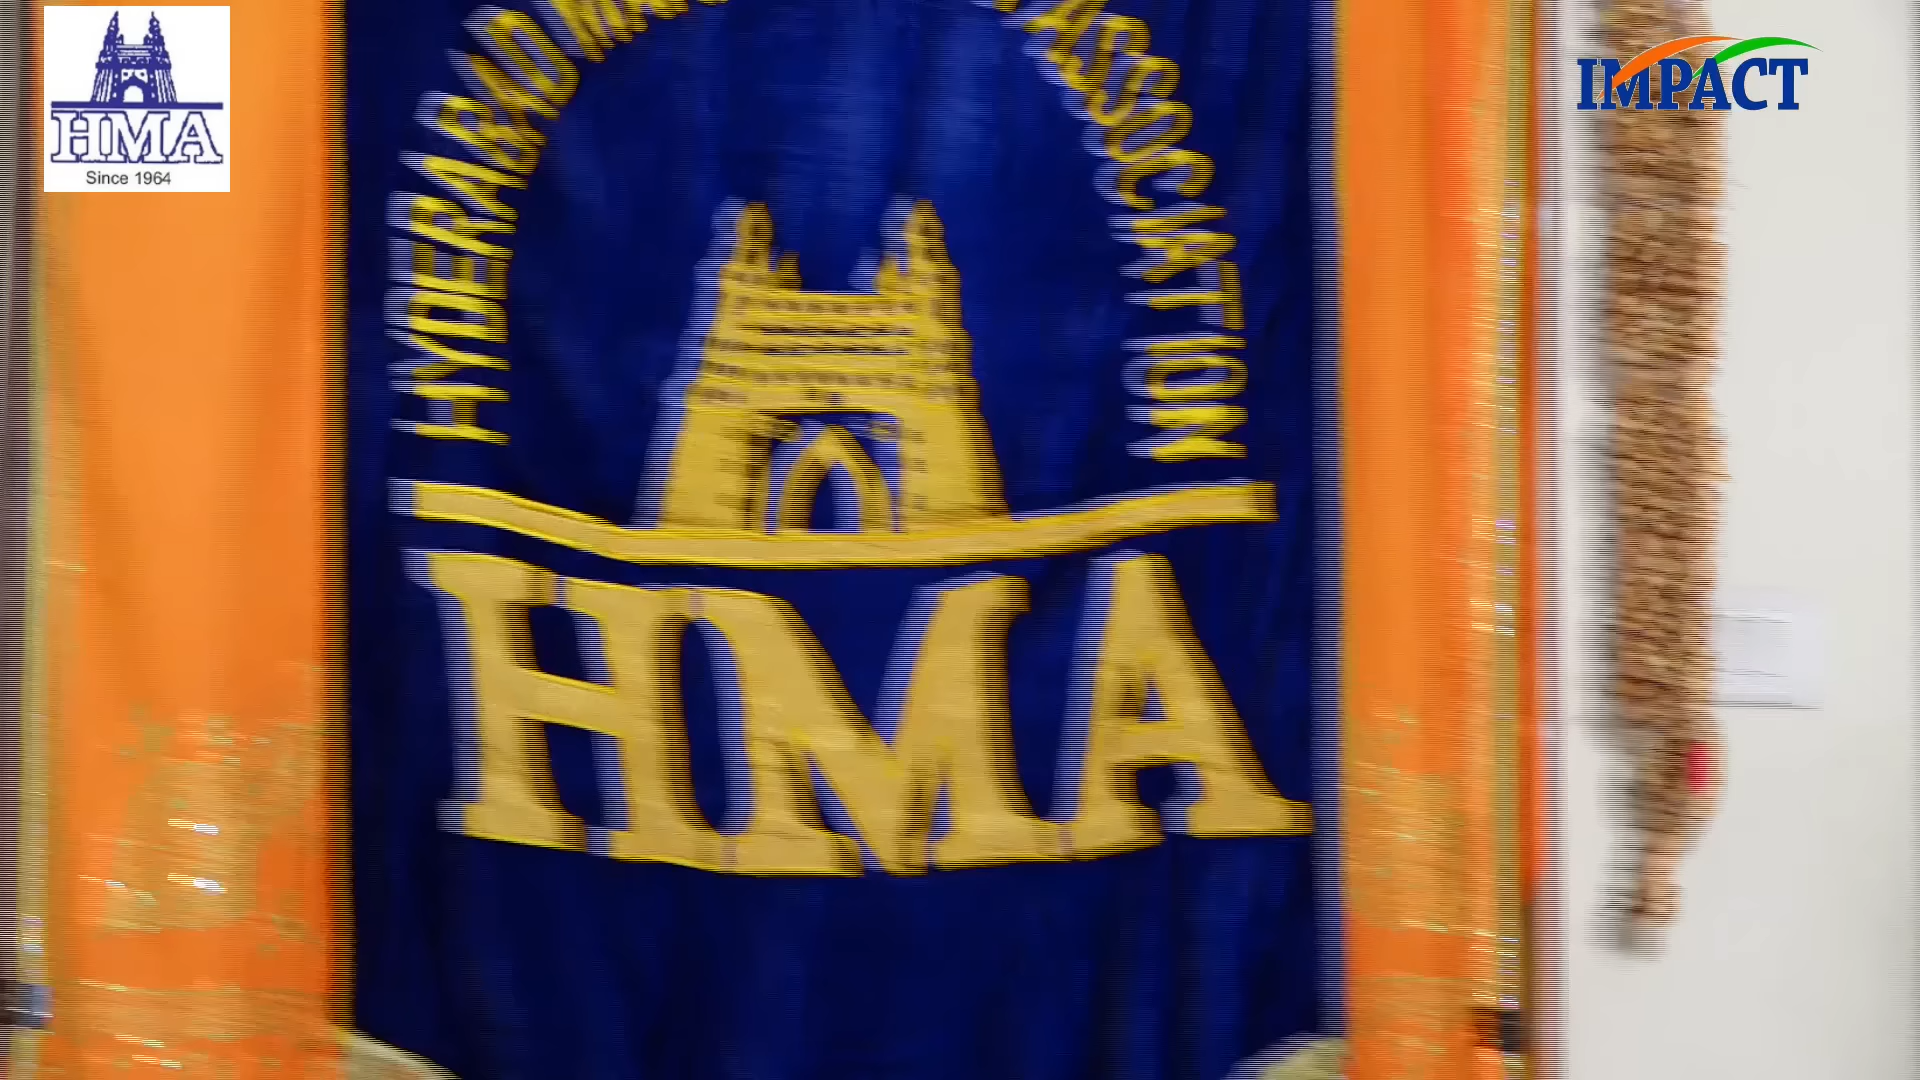 HMA
Since 1964
IMPACT
HYDERABAD
ASSOCIATION
HMA